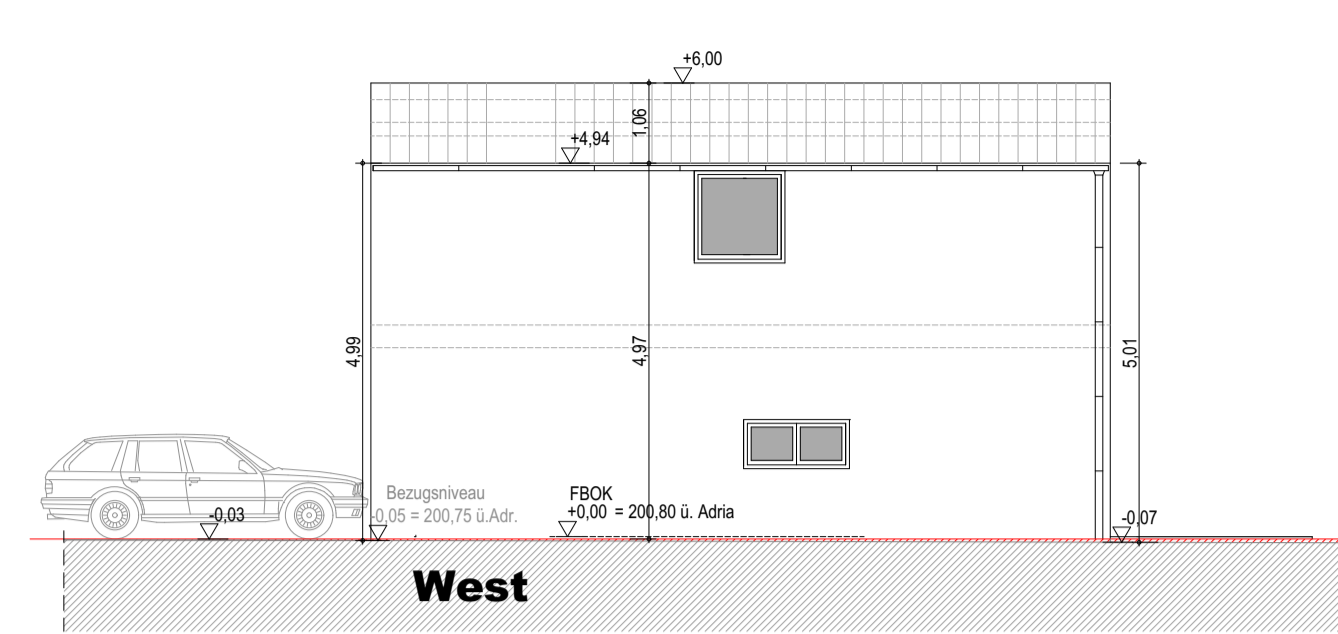 +6,00
1,06
+4,94
4,99
4,97
5,01
Bezugsniveau
-0,05 = 200,75 ü.Adr.
FBOK
+0,00 = 200,80 ü. Adria
-0,03
-0,07
West